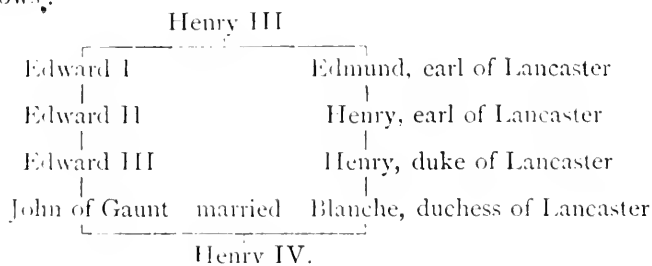 Henry III
Edward I Edmund, earl of Lancaster
Edward II Henry, earl of Lancaster
Edward III Henry, duke of Lancaster
John of Gaunt married Blanche, duchess of Lancaster
Henry IV.